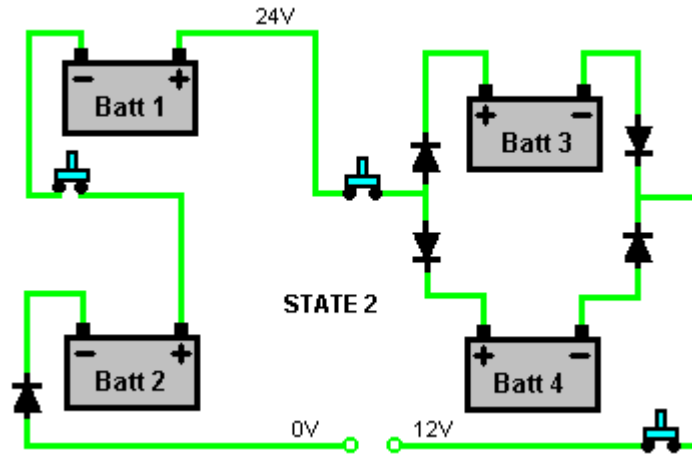 24V
− +
Batt 1
+ −
Batt 3
STATE 2
− +
Batt 2
+ −
Batt 4
0V
12V